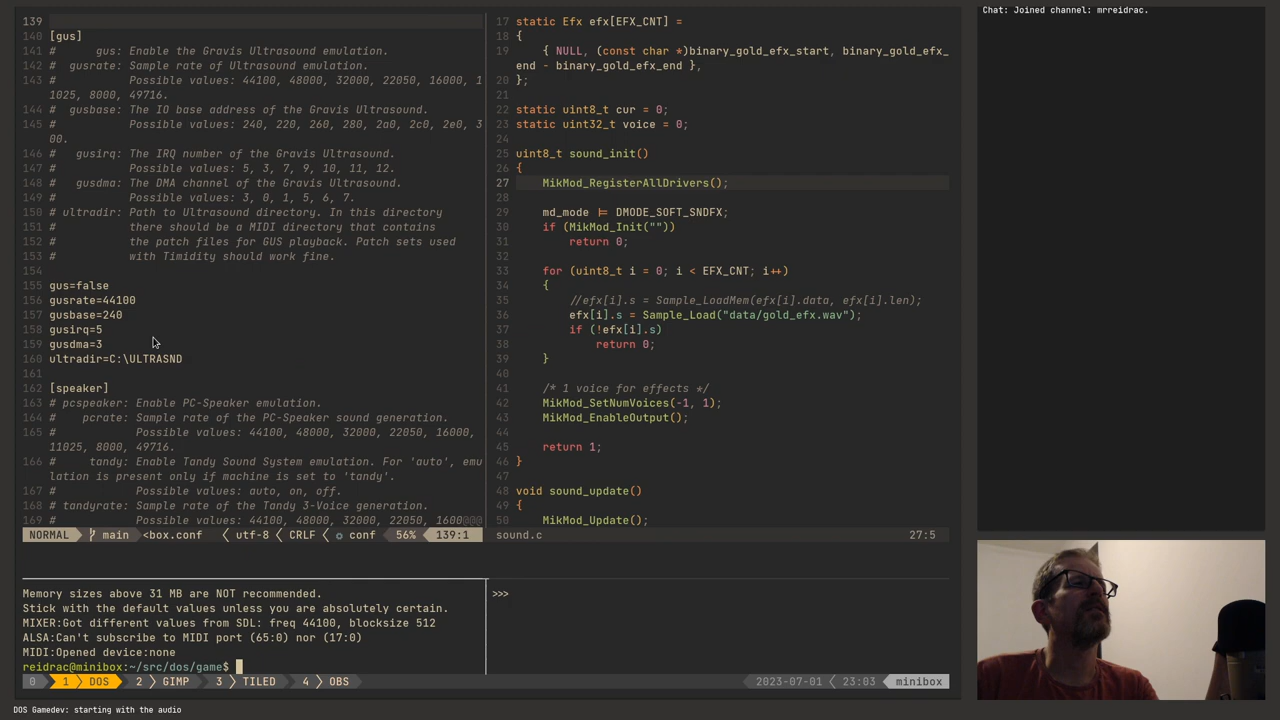 139
140 [gus]
141 #      gus: Enable the Gravis Ultrasound emulation.
142 #  gusrate: Sample rate of Ultrasound emulation.
143 #           Possible values: 44100, 48000, 32000, 22050, 16000, 1
1025, 8000, 49716.
144 #  gusbase: The IO base address of the Gravis Ultrasound.
145 #           Possible values: 240, 220, 260, 280, 2a0, 2c0, 2e0, 3
00.
146 #   gusirq: The IRQ number of the Gravis Ultrasound.
147 #           Possible values: 5, 3, 7, 9, 10, 11, 12.
148 #   gusdma: The DMA channel of the Gravis Ultrasound.
149 #           Possible values: 3, 0, 1, 5, 6, 7.
150 # ultradir: Path to Ultrasound directory. In this directory
151 #           there should be a MIDI directory that contains
152 #           the patch files for GUS playback. Patch sets used
153 #           with Timidity should work fine.
154
155 gus=false
156 gusrate=44100
157 gusbase=240
158 gusirq=5
159 gusdma=3
160 ultradir=C:\ULTRASND
161
162 [speaker]
163 # pcspeaker: Enable PC-Speaker emulation.
164 #    pcrate: Sample rate of the PC-Speaker sound generation.
165 #            Possible values: 44100, 48000, 32000, 22050, 16000,
11025, 8000, 49716.
166 #     tandy: Enable Tandy Sound System emulation. For 'auto', emu
lation is present only if machine is set to 'tandy'.
167 #            Possible values: auto, on, off.
168 # tandyrate: Sample rate of the Tandy 3-Voice generation.
169 #            Possible values: 44100, 48000, 32000, 22050, 1600@@@
NORMAL main <box.conf utf-8 CRLF conf 56% 139:1
17 static Efx efx[EFX_CNT] =
18 {
19     { NULL, (const char *)binary_gold_efx_start, binary_gold_efx_
end - binary_gold_efx_end },
20 };
21
22 static uint8_t cur = 0;
23 static uint32_t voice = 0;
24
25 uint8_t sound_init()
26 {
27     MikMod_RegisterAllDrivers();
28
29     md_mode |= DMODE_SOFT_SNDFX;
30     if (MikMod_Init(""))
31         return 0;
32
33     for (uint8_t i = 0; i < EFX_CNT; i++)
34     {
35         //efx[i].s = Sample_LoadMem(efx[i].data, efx[i].len);
36         efx[i].s = Sample_Load("data/gold_efx.wav");
37         if (!efx[i].s)
38             return 0;
39     }
40
41     /* 1 voice for effects */
42     MikMod_SetNumVoices(-1, 1);
43     MikMod_EnableOutput();
44
45     return 1;
46 }
47
48 void sound_update()
49 {
50     MikMod_Update();
sound.c 27:5
Memory sizes above 31 MB are NOT recommended.
Stick with the default values unless you are absolutely certain.
MIXER:Got different values from SDL: freq 44100, blocksize 512
ALSA:Can't subscribe to MIDI port (65:0) nor (17:0)
MIDI:Opened device:none
reidrac@minibox:~/src/dos/game$
>>>
0 1 DOS 2 GIMP 3 TILED 4 OBS 2023-07-01 23:03 minibox
DOS Gamedev: starting with the audio
Chat: Joined channel: mrreidrac.